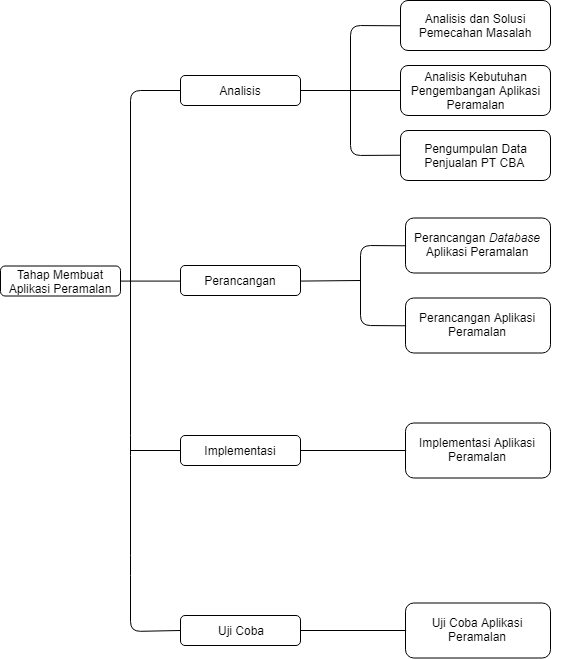 Tahap Membuat
Aplikasi Peramalan
Analisis
Analisis dan Solusi
Pemecahan Masalah
Analisis Kebutuhan
Pengembangan Aplikasi
Peramalan
Pengumpulan Data
Penjualan PT CBA
Perancangan
Perancangan Database
Aplikasi Peramalan
Perancangan Aplikasi
Peramalan
Implementasi
Implementasi Aplikasi
Peramalan
Uji Coba
Uji Coba Aplikasi
Peramalan